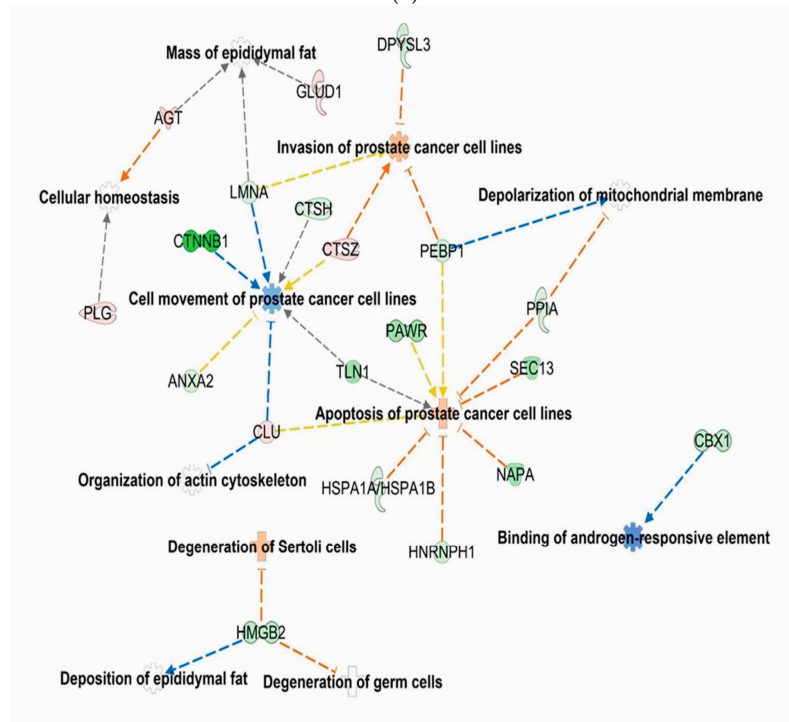 DPYSL3
Mass of epididymal fat
GLUD1
AGT
Invasion of prostate cancer cell lines
Cellular homeostasis
LMNA
Depolarization of mitochondrial membrane
CTSH
CTNNB1
CTSZ
PEBP1
Cell movement of prostate cancer cell lines
PLG
PPIA
PAWR
ANXA2
TLN1
SEC13
Apoptosis of prostate cancer cell lines
CLU
CBX1
Organization of actin cytoskeleton
HSPA1A/HSPA1B
NAPA
Binding of androgen-responsive element
Degeneration of Sertoli cells
HNRNPH1
HMGB2
Deposition of epididymal fat
Degeneration of germ cells